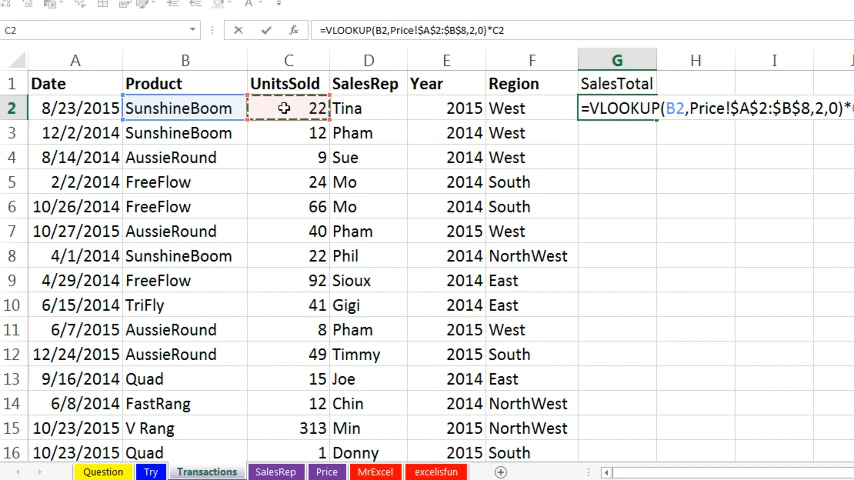 C2 =VLOOKUP(B2,Price!$A$2:$B$8,2,0)*C2
A B C D E F G H I
1 Date Product UnitsSold SalesRep Year Region SalesTotal
2 8/23/2015 SunshineBoom 22 Tina 2015 West =VLOOKUP(B2,Price!$A$2:$B$8,2,0)*
3 12/2/2014 SunshineBoom 12 Pham 2014 West
4 8/14/2014 AussieRound 9 Sue 2014 West
5 2/2/2014 FreeFlow 24 Mo 2014 South
6 10/26/2014 FreeFlow 66 Mo 2014 South
7 10/27/2015 AussieRound 40 Pham 2015 West
8 4/1/2014 SunshineBoom 22 Phil 2014 NorthWest
9 4/29/2014 FreeFlow 92 Sioux 2014 East
10 6/15/2014 TriFly 41 Gigi 2014 East
11 6/7/2015 AussieRound 8 Pham 2015 West
12 12/24/2015 AussieRound 49 Timmy 2015 South
13 9/16/2014 Quad 15 Joe 2014 East
14 6/8/2014 FastRang 12 Chin 2014 NorthWest
15 10/23/2015 V Rang 313 Min 2015 NorthWest
16 10/23/2015 Quad 1 Donny 2015 South
Question Try Transactions SalesRep Price MrExcel excelisfun